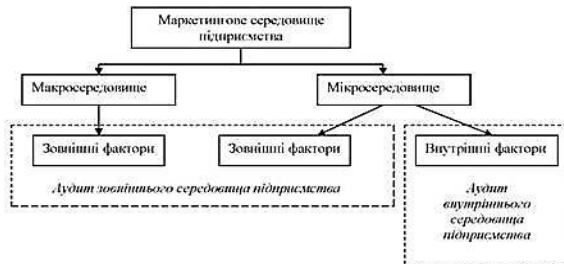 Маркетингове середовище
підприємства
Макросередовище
Мікросередовище
Зовнішні фактори
Зовнішні фактори
Внутрішні фактори
Аудит зовнішнього середовища підприємства
Аудит
внутрішнього
середовища
підприємства